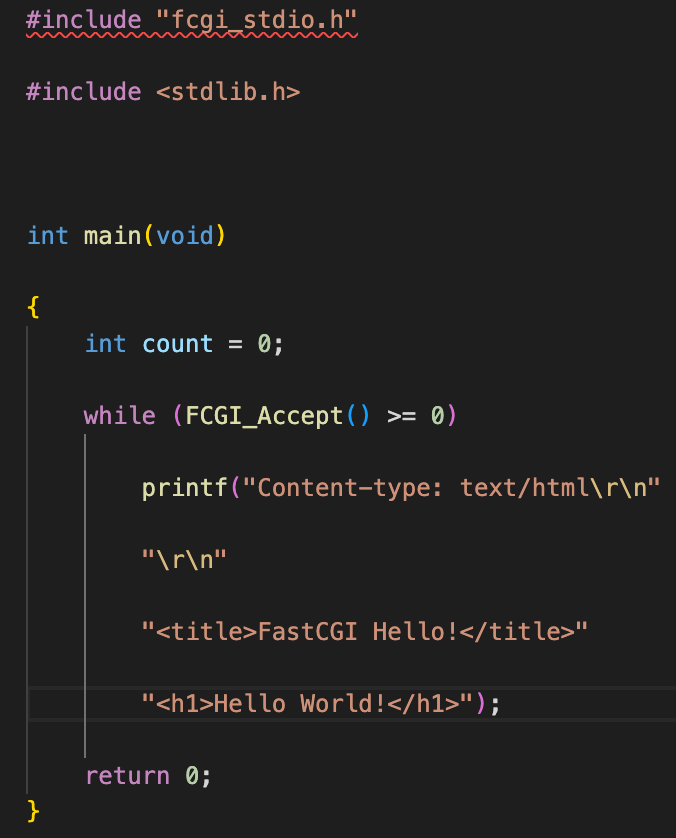 #include "fcgi_stdio.h"
#include <stdlib.h>
int main(void)
{
int count = 0;
while (FCGI_Accept() >= 0)
printf("Content-type: text/html\r\n"
"\r\n"
"<title>FastCGI Hello!</title>"
"<h1>Hello World!</h1>");
return 0;
}